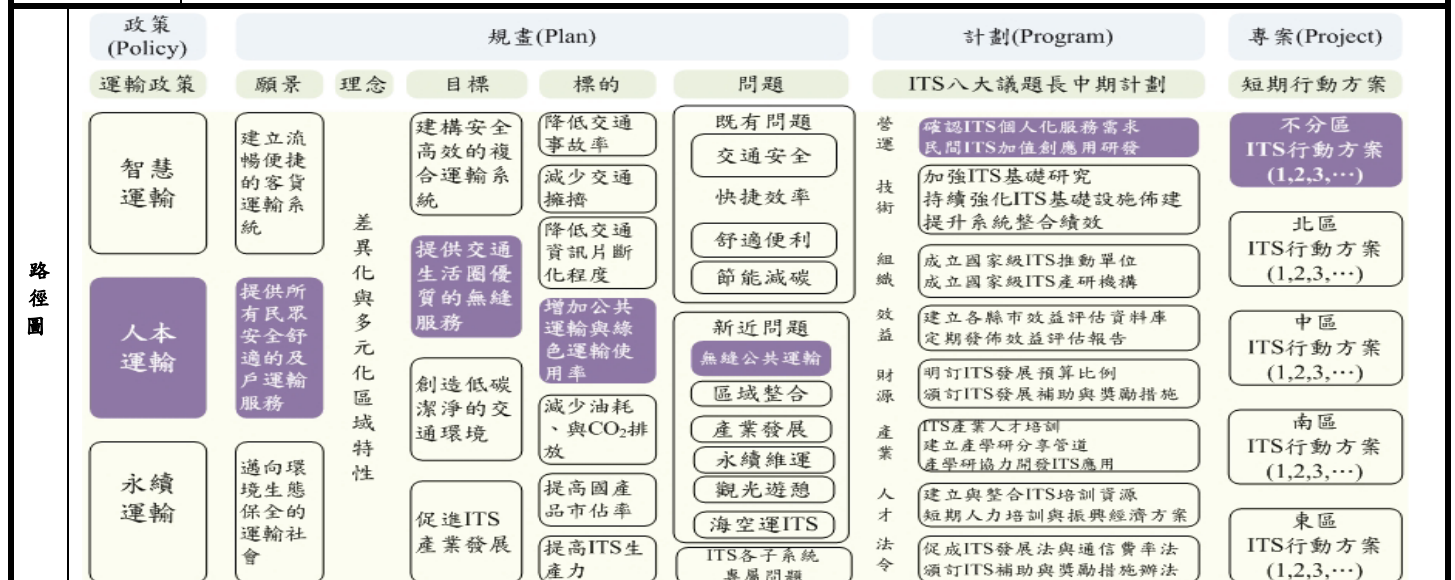 政策
(Policy)
規畫(Plan)
計劃(Program)
專案(Project)
運輸政策
願景
理念
目標
標的
問題
ITS八大議題長中期計劃
短期行動方案
路徑圖
智慧
運輸
人本
運輸
永續
運輸
建立流
暢便捷
的客貨
運輸系
統
提供所
有民眾
安全舒
適的及
戶運輸
服務
邁向環
境生態
保全的
運輸社
會
差異化與多元化區域特性
建構安全
高效的複
合運輸系
統
提供交通
生活圈優
質的無縫
服務
創造低碳
潔淨的交
通環境
促進ITS
產業發展
降低交通
事故率
減少交通
擁擠
降低交通
資訊片斷
化程度
增加公共
運輸與綠
色運輸使
用率
減少油耗
、與CO₂排
放
提高國產
品市佔率
提高ITS生
產力
既有問題
交通安全
快捷效率
舒適便利
節能減碳
新近問題
無縫公共運輸
區域整合
產業發展
永續維運
觀光遊憩
海空運ITS
ITS各子系統
專屬問題
營運
確認ITS個人化服務需求
民間ITS加值創應用研發
技術
加強ITS基礎研究
持續強化ITS基礎設施佈建
提升系統整合績效
組織
成立國家級ITS推動單位
成立國家級ITS產研機構
效益
建立各縣市效益評估資料庫
定期發佈效益評估報告
財源
明訂ITS發展預算比例
頒訂ITS發展補助與獎勵措施
產業
ITS產業人才培訓
建立產學研分享管道
產學研協力開發ITS應用
人才
建立與整合ITS培訓資源
短期人力培訓與振興經濟方案
法令
促成ITS發展法與通信費率法
頒訂ITS補助與獎勵措施辦法
不分區
ITS行動方案
(1,2,3,⋯)
北區
ITS行動方案
(1,2,3,⋯)
中區
ITS行動方案
(1,2,3,⋯)
南區
ITS行動方案
(1,2,3,⋯)
東區
ITS行動方案
(1,2,3,⋯)